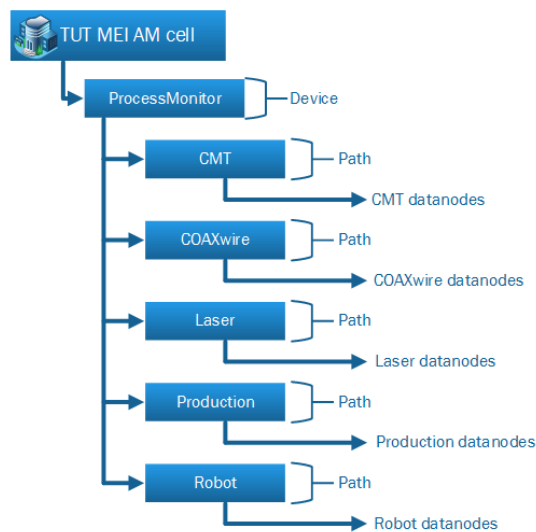 TUT MEI AM cell
ProcessMonitor
Device
CMT
Path
CMT datanodes
COAXwire
Path
COAXwire datanodes
Laser
Path
Laser datanodes
Production
Path
Production datanodes
Robot
Path
Robot datanodes